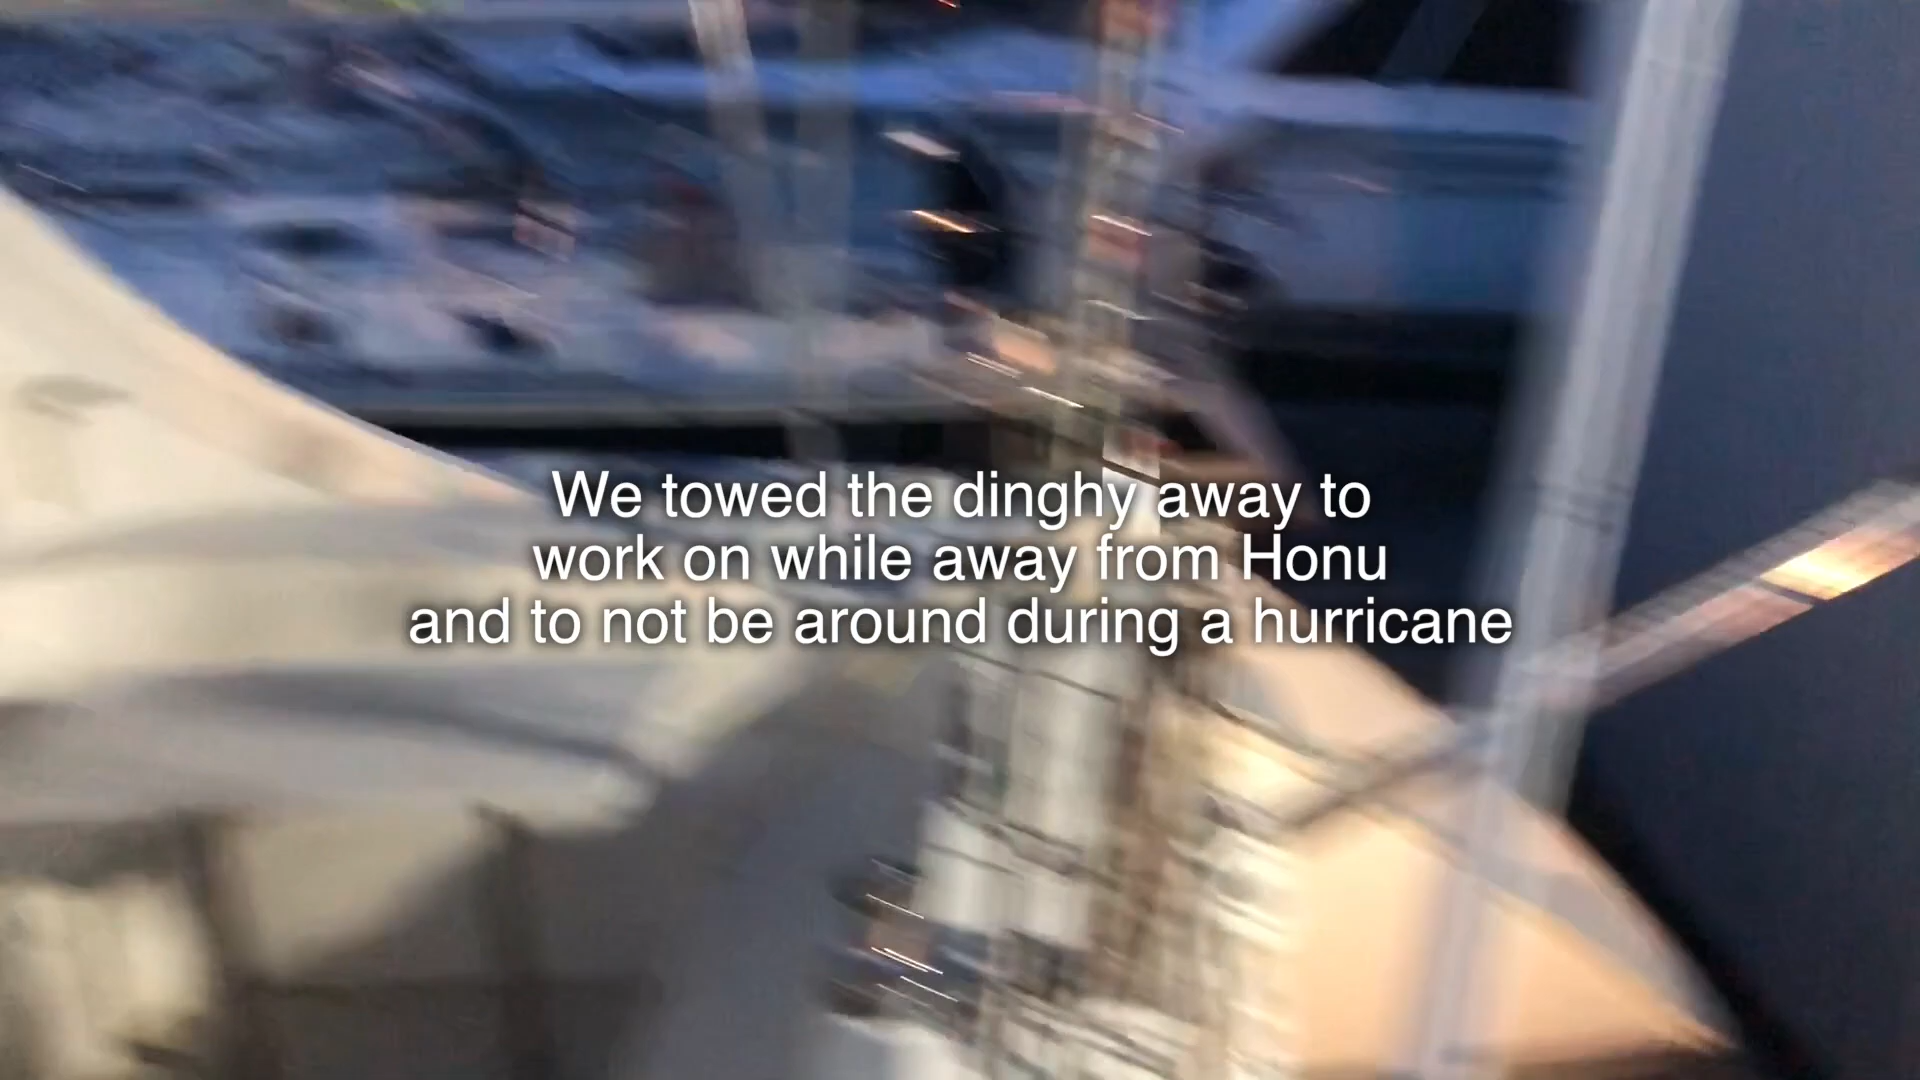 We towed the dinghy away to
work on while away from Honu
and to not be around during a hurricane